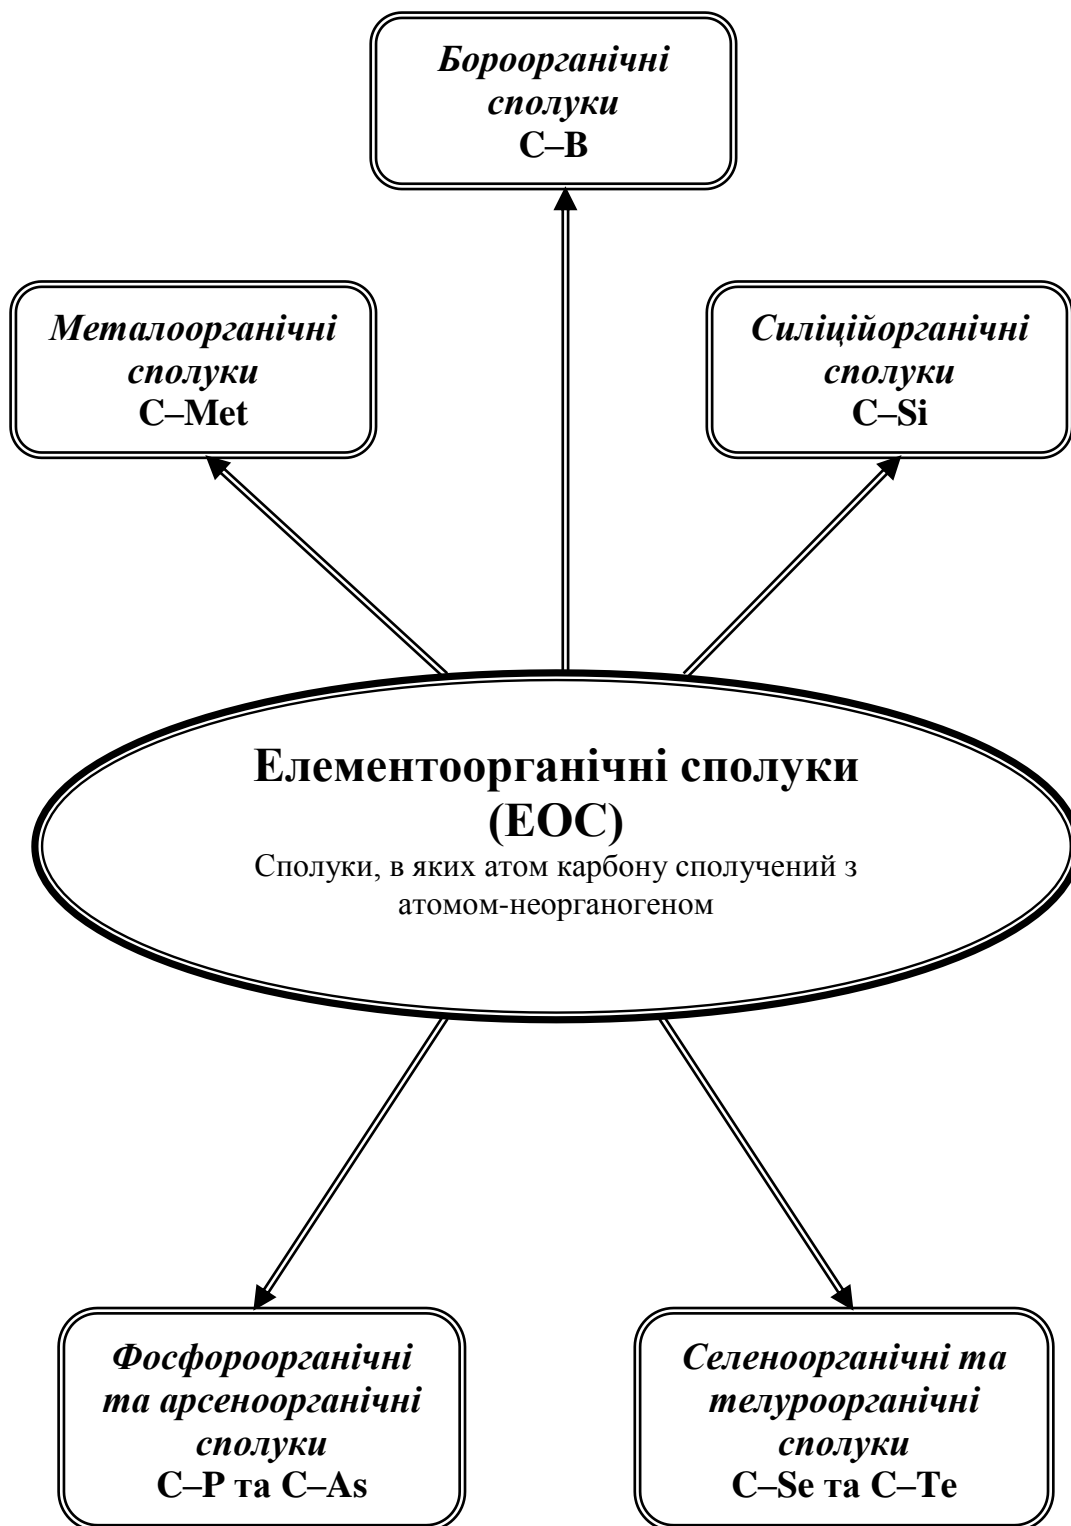 Бороорганічні
сполуки
С–В
Металоорганічні
сполуки
С–Met
Силіційорганічні
сполуки
С–Si
Елементоорганічні сполуки
(ЕОС)
Сполуки, в яких атом карбону сполучений з
атомом-неорганогеном
Фосфороорганічні
та арсеноорганічні
сполуки
С–Р та С–As
Селеноорганічні та
телуроорганічні
сполуки
С–Se та С–Te